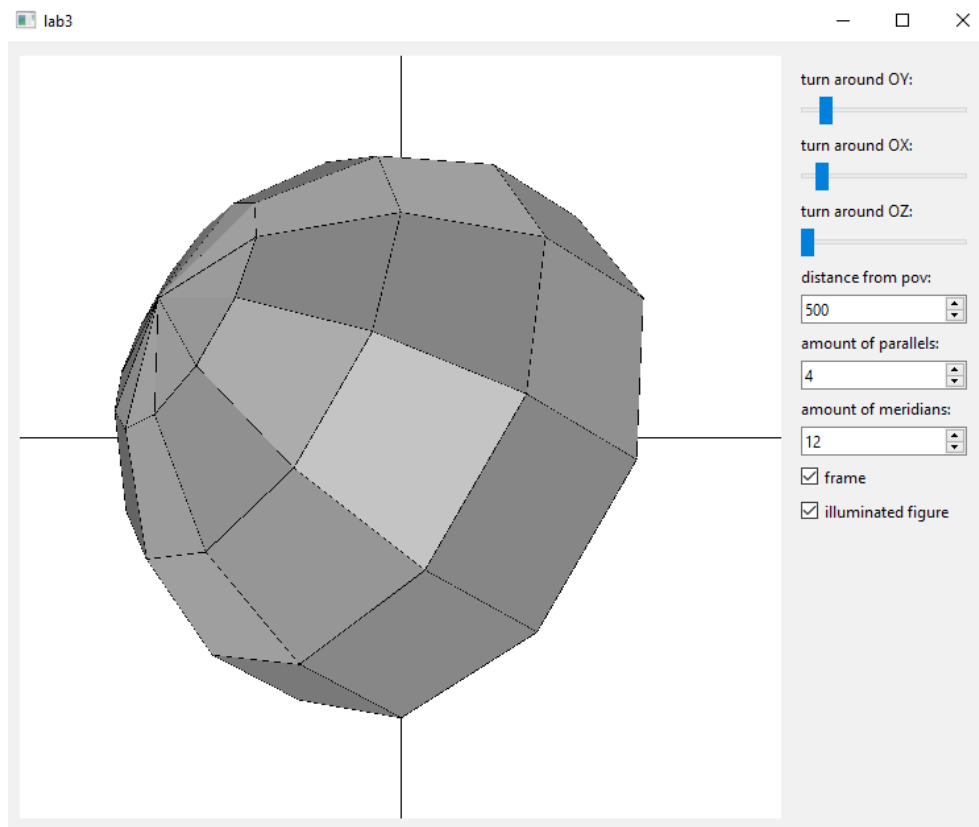 lab3
turn around OY:
turn around OX:
turn around OZ:
distance from pov:
500
amount of parallels:
4
amount of meridians:
12
frame
illuminated figure